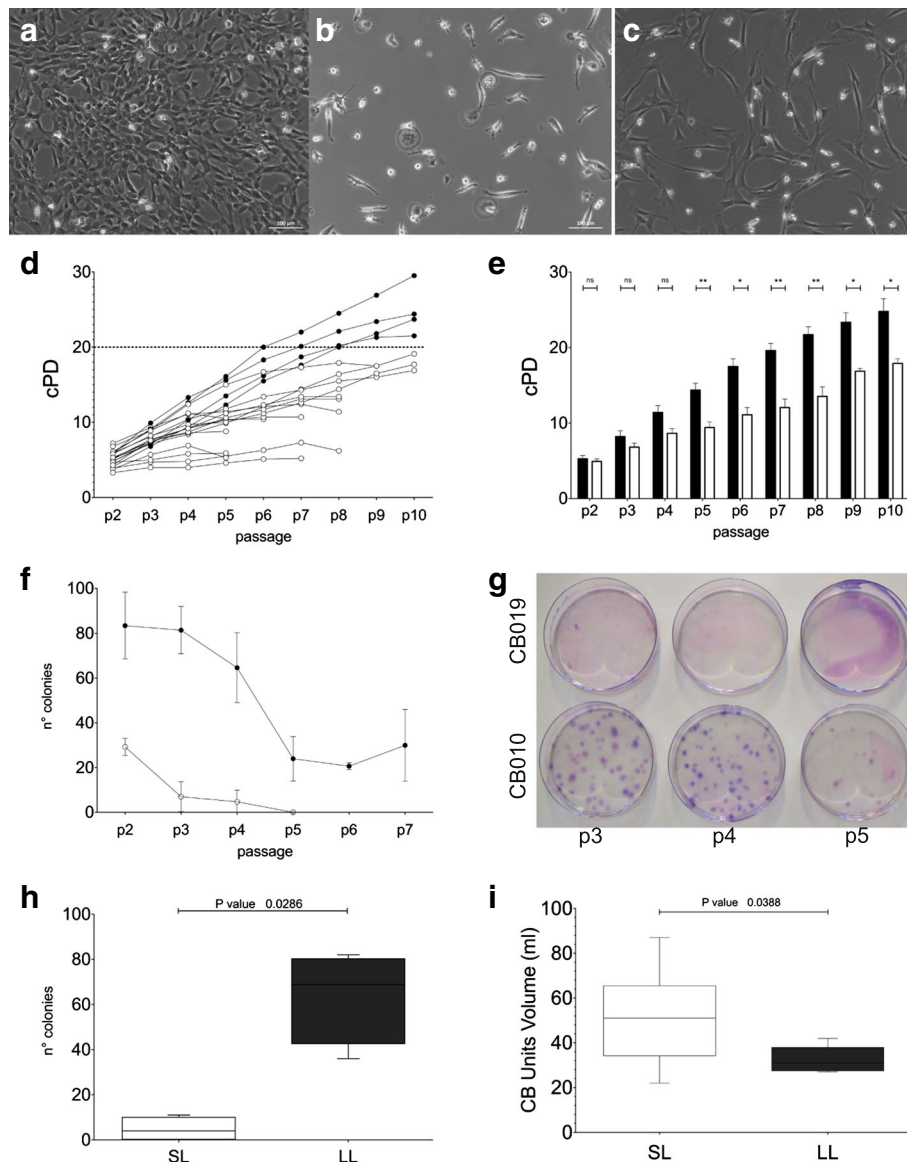 a
b
c
100 µm
100 µm
d
cPD
30
20
10
0
p2 p3 p4 p5 p6 p7 p8 p9 p10
passage
e
cPD
30
20
10
0
ns ns ns ** * ** ** * *
p2 p3 p4 p5 p6 p7 p8 p9 p10
passage
f
n° colonies
100
80
60
40
20
0
p2 p3 p4 p5 p6 p7
passage
g
CB019
CB010
p3 p4 p5
h
P value 0.0286
n° colonies
100
80
60
40
20
0
SL LL
i
P value 0.0388
CB Units Volume (ml)
100
80
60
40
20
0
SL LL